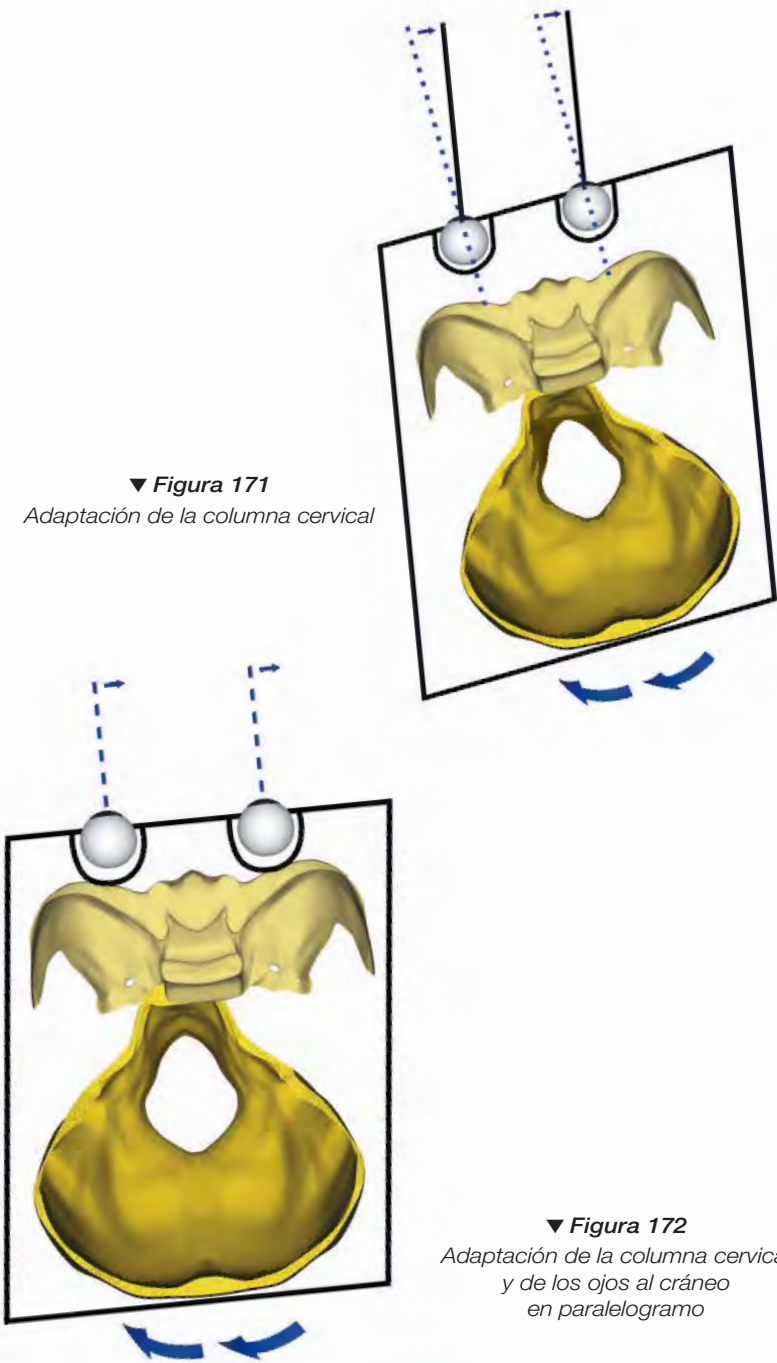 ▼ Figura 171
Adaptación de la columna cervical
▼ Figura 172
Adaptación de la columna cervica
y de los ojos al cráneo
en paralelogramo